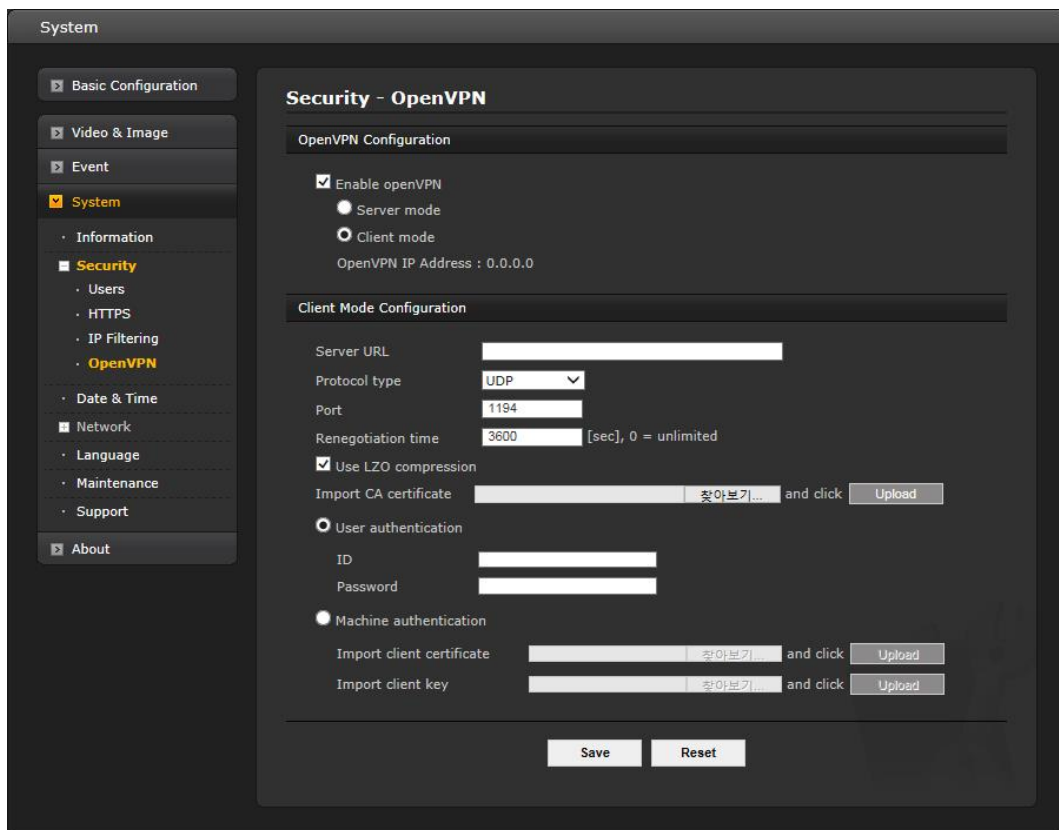 System
Basic Configuration
Video & Image
Event
System
· Information
Security
· Users
· HTTPS
· IP Filtering
· OpenVPN
· Date & Time
Network
· Language
· Maintenance
· Support
About
Security - OpenVPN
OpenVPN Configuration
Enable openVPN
Server mode
Client mode
OpenVPN IP Address : 0.0.0.0
Client Mode Configuration
Server URL
Protocol type UDP
Port 1194
Renegotiation time 3600 [sec], 0 = unlimited
Use LZO compression
Import CA certificate 찾아보기... and click Upload
User authentication
ID
Password
Machine authentication
Import client certificate 찾아보기... and click Upload
Import client key 찾아보기... and click Upload
Save Reset